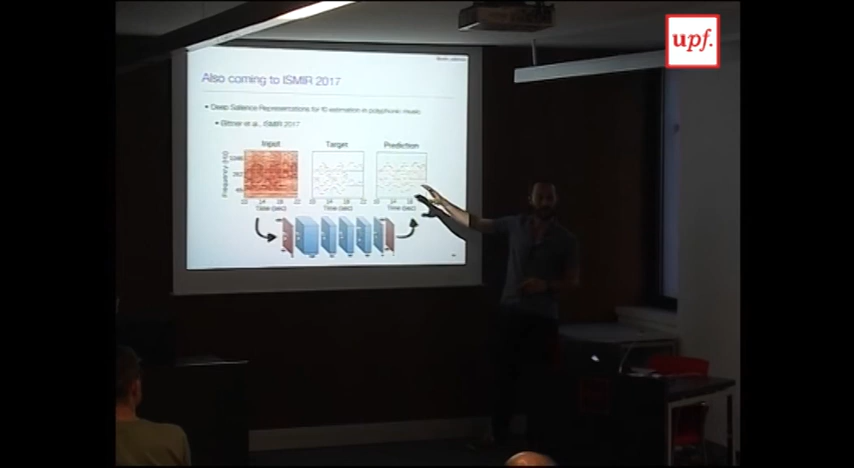 upf.
Also coming to ISMIR 2017
• Deep Salience Representations for f0 estimation in polyphonic music
• Bittner et al., ISMIR 2017
Input Target Prediction
Frequency (Hz)
Time (sec) Time (sec) Time (sec)